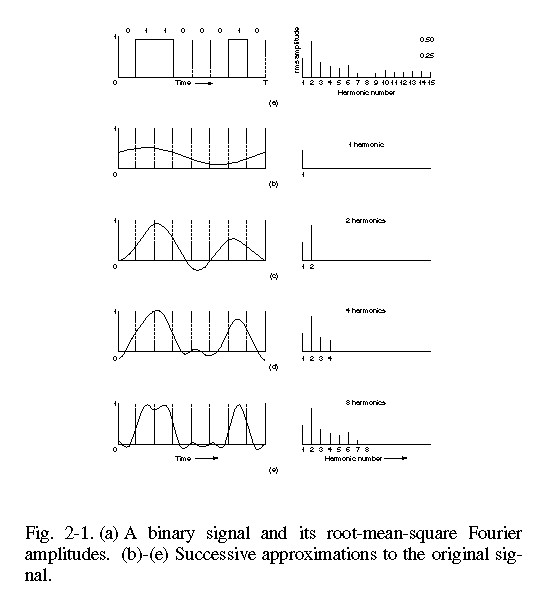 0 1 1 0 0 0 1 0
1
0 Time T
(a)
rms amplitude
0.50
0.25
1 2 3 4 5 6 7 8 9 10 11 12 13 14 15
Harmonic number
1
0
(b)
1 harmonic
1
1
0
(c)
2 harmonics
1 2
1
0
(d)
4 harmonics
1 2 3 4
1
0
Time
(e)
8 harmonics
1 2 3 4 5 6 7 8
Harmonic number
Fig. 2-1. (a) A binary signal and its root-mean-square Fourier
amplitudes. (b)-(e) Successive approximations to the original sig-
nal.